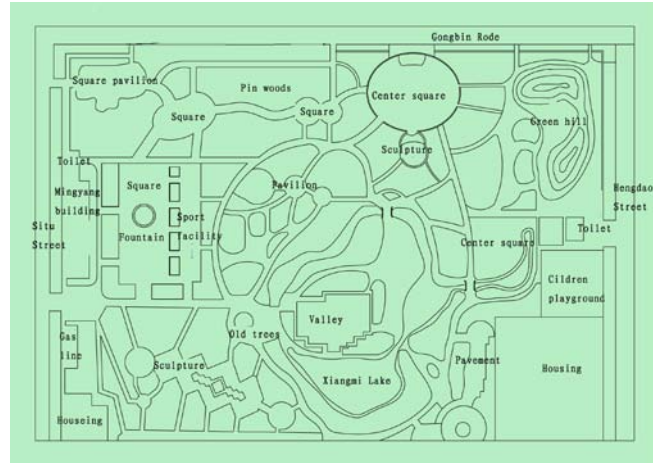 Gongbin Rode
Square pavilion
Pin woods
Center square
Square
Square
Green hill
Sculpture
Toilet
Mingyang
building
Square
Pavilion
Hengdao
Street
Situ
Street
Fountain
Sport
facility
Toilet
Center square
Cildren
playground
Valley
Old trees
Gas
line
Sculpture
Xiangmi Lake
Pavement
Housing
Houseing